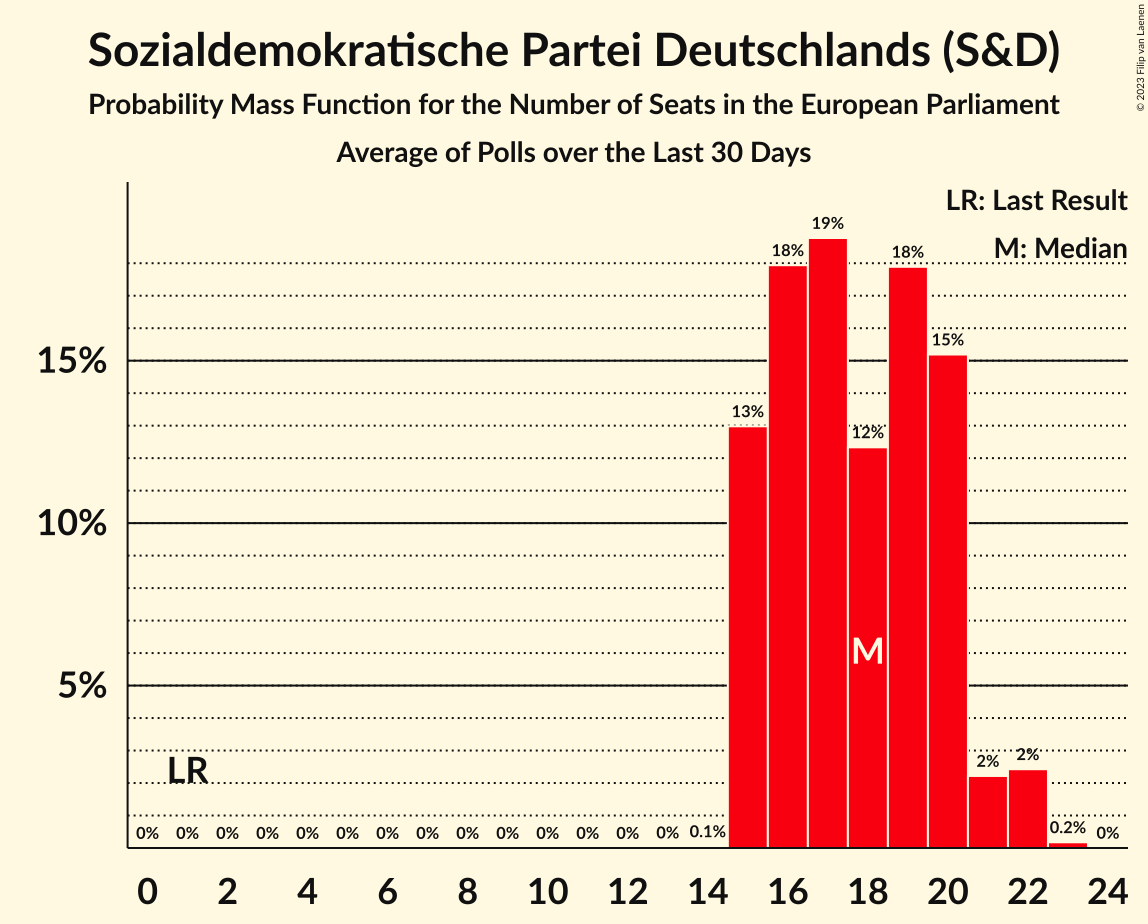 Sozialdemokratische Partei Deutschlands (S&D)
Probability Mass Function for the Number of Seats in the European Parliament
Average of Polls over the Last 30 Days
© 2023 Filip van Laenen
LR: Last Result
M: Median
19%
18%
18%
15%
15%
13%
12%
10%
M
5%
LR
2%
2%
0% 0% 0% 0% 0% 0% 0% 0% 0% 0% 0% 0% 0% 0% 0.1% 0.2% 0%
0 2 4 6 8 10 12 14 16 18 20 22 24